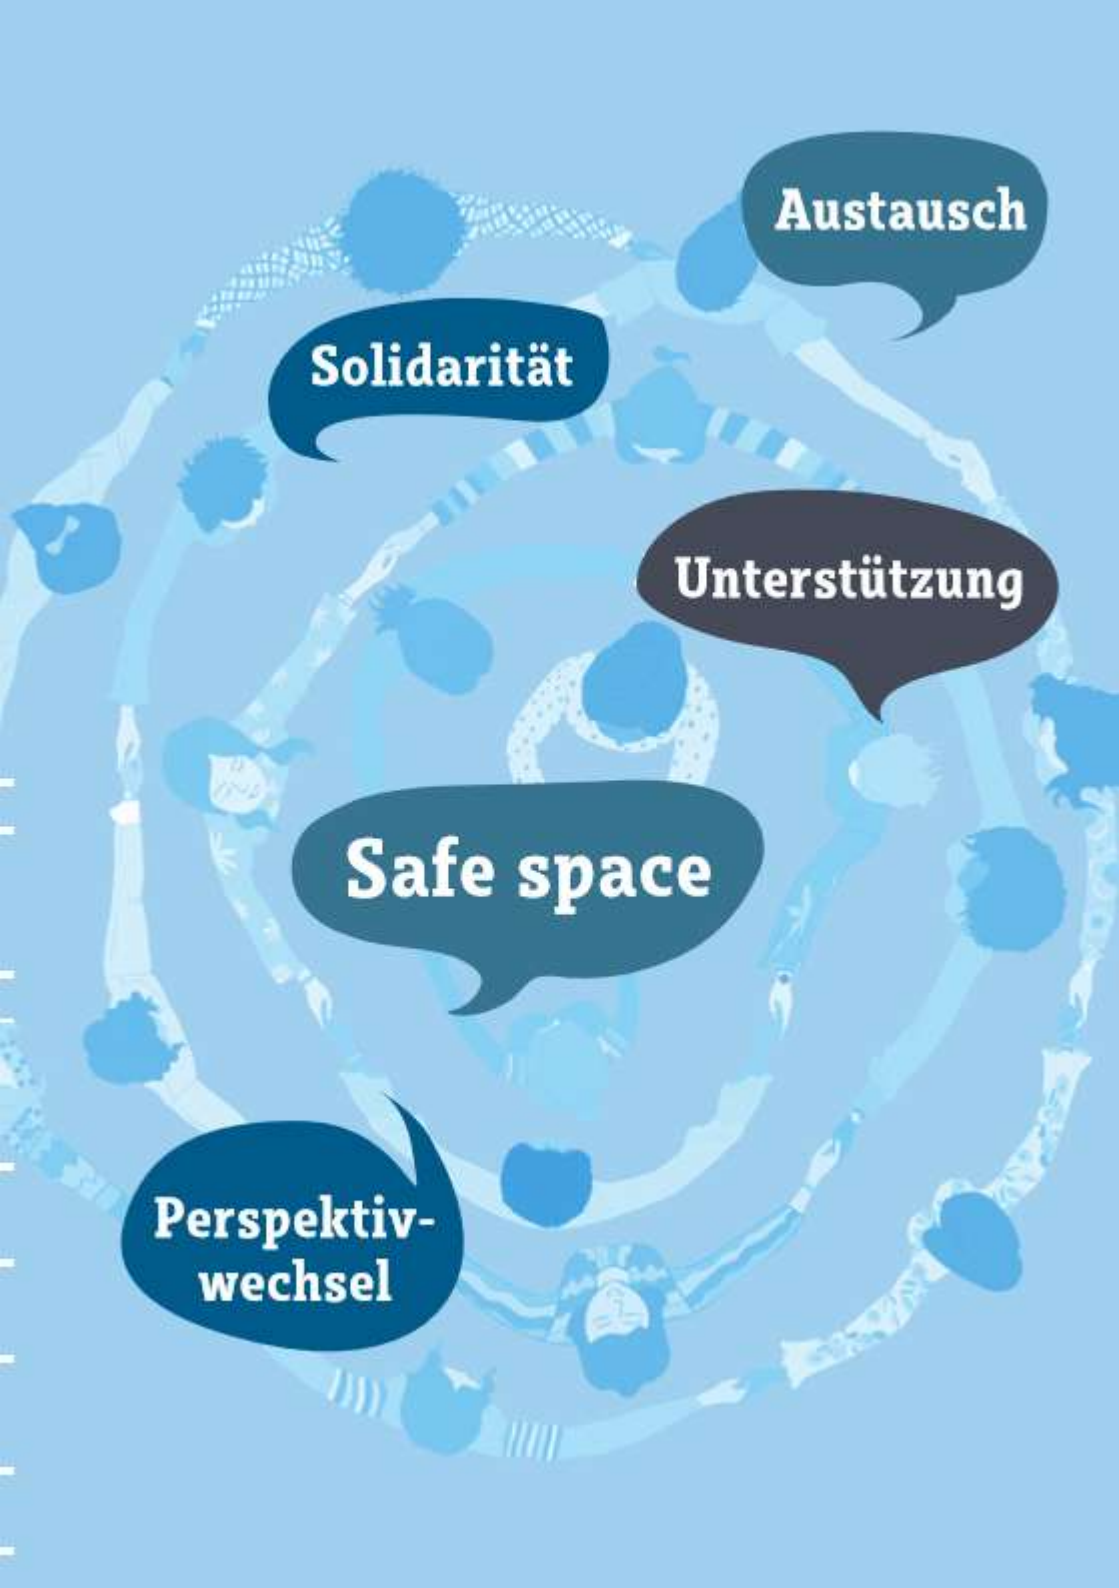 Austausch
Solidarität
Unterstützung
Safe space
Perspektiv-
wechsel